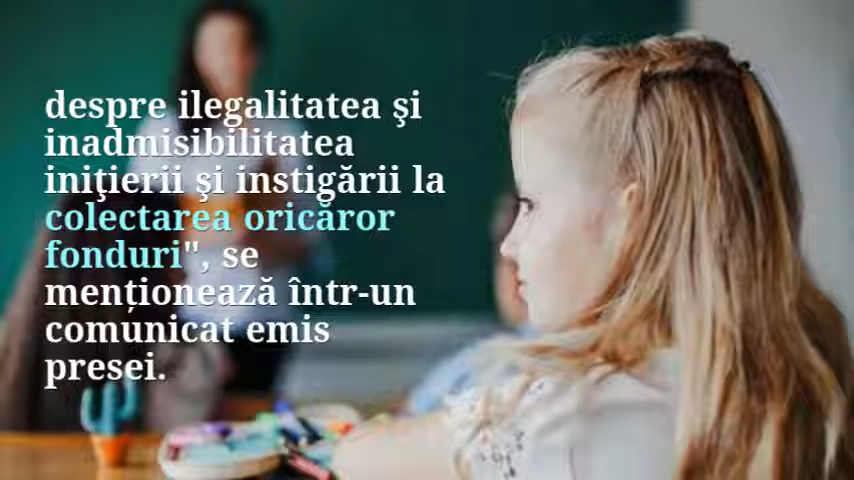 despre ilegalitatea şi
inadmisibilitatea
iniţierii şi instigării la
colectarea oricăror
fonduri", se
menționează într-un
comunicat emis
presei.